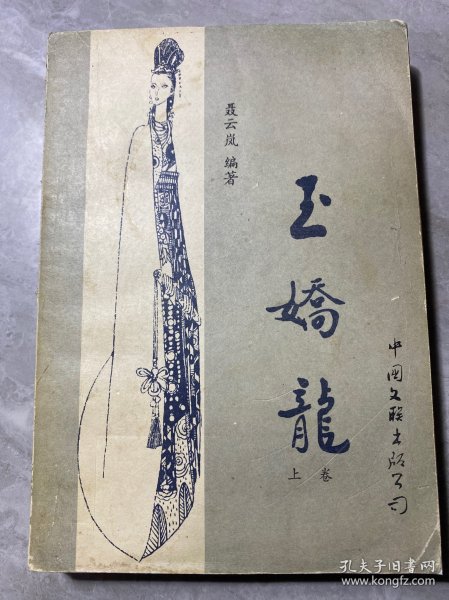 聂云岚 编著
玉嬌龍
上卷
中国文联出版公司
孔夫子旧书网
www.kongfz.com